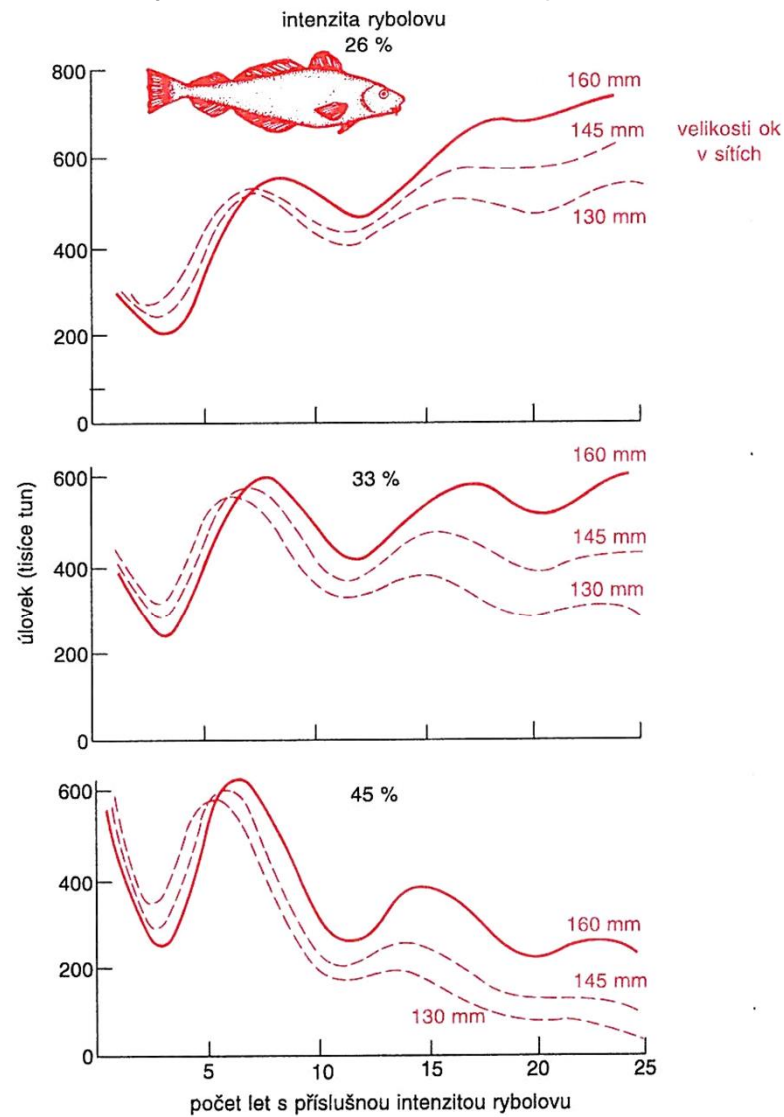 intenzita rybolovu
26 %
800
600
400
200
0
160 mm
145 mm
130 mm
velikosti ok
v sítích
33 %
600
400
200
0
160 mm
145 mm
130 mm
úlovek (tisíce tun)
45 %
600
400
200
0
160 mm
145 mm
130 mm
5
10
15
20
25
počet let s příslušnou intenzitou rybolovu